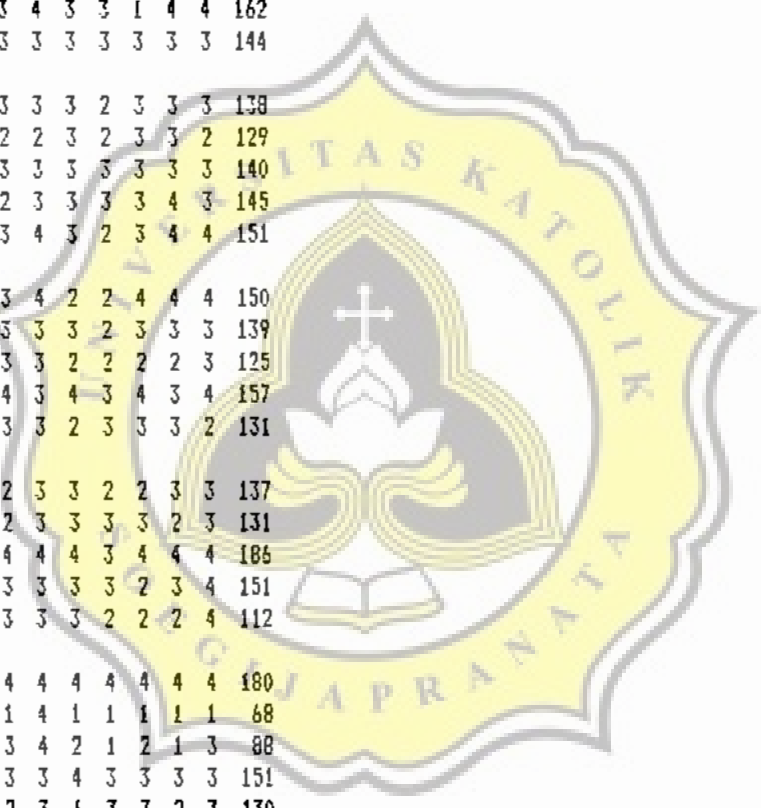 3 4 3 3 1 4 4 162
3 3 3 3 3 3 3 144
3 3 3 2 3 3 3 138
2 2 3 2 3 3 2 129
3 3 3 3 3 3 3 140
2 3 3 3 3 4 3 145
3 4 3 2 3 4 4 151
3 4 2 2 4 4 4 150
3 3 3 2 3 3 3 139
3 3 2 2 2 2 3 125
4 3 4 3 4 3 4 157
3 3 2 3 3 3 2 131
2 3 3 2 2 3 3 137
2 3 3 3 3 2 3 131
4 4 4 3 4 4 4 186
3 3 3 3 2 3 4 151
3 3 3 2 2 2 4 112
4 4 4 4 4 4 4 180
1 4 1 1 1 1 1 68
3 4 2 1 2 1 3 88
3 3 4 3 3 3 3 151
UNIVERSITAS KATOLIK
SOEGIJAPRANATA